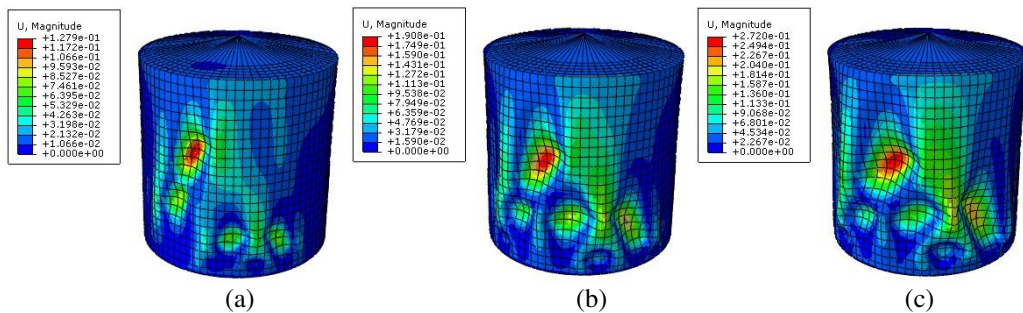 U, Magnitude
+1.279e-01
+1.172e-01
+1.066e-01
+9.593e-02
+8.527e-02
+7.461e-02
+6.395e-02
+5.329e-02
+4.263e-02
+3.198e-02
+2.132e-02
+1.066e-02
+0.000e+00
(a)
U, Magnitude
+1.908e-01
+1.749e-01
+1.590e-01
+1.431e-01
+1.272e-01
+1.113e-01
+9.538e-02
+7.949e-02
+6.359e-02
+4.769e-02
+3.179e-02
+1.590e-02
+0.000e+00
(b)
U, Magnitude
+2.720e-01
+2.494e-01
+2.267e-01
+2.040e-01
+1.814e-01
+1.587e-01
+1.360e-01
+1.133e-01
+9.068e-02
+6.801e-02
+4.534e-02
+2.267e-02
+0.000e+00
(c)